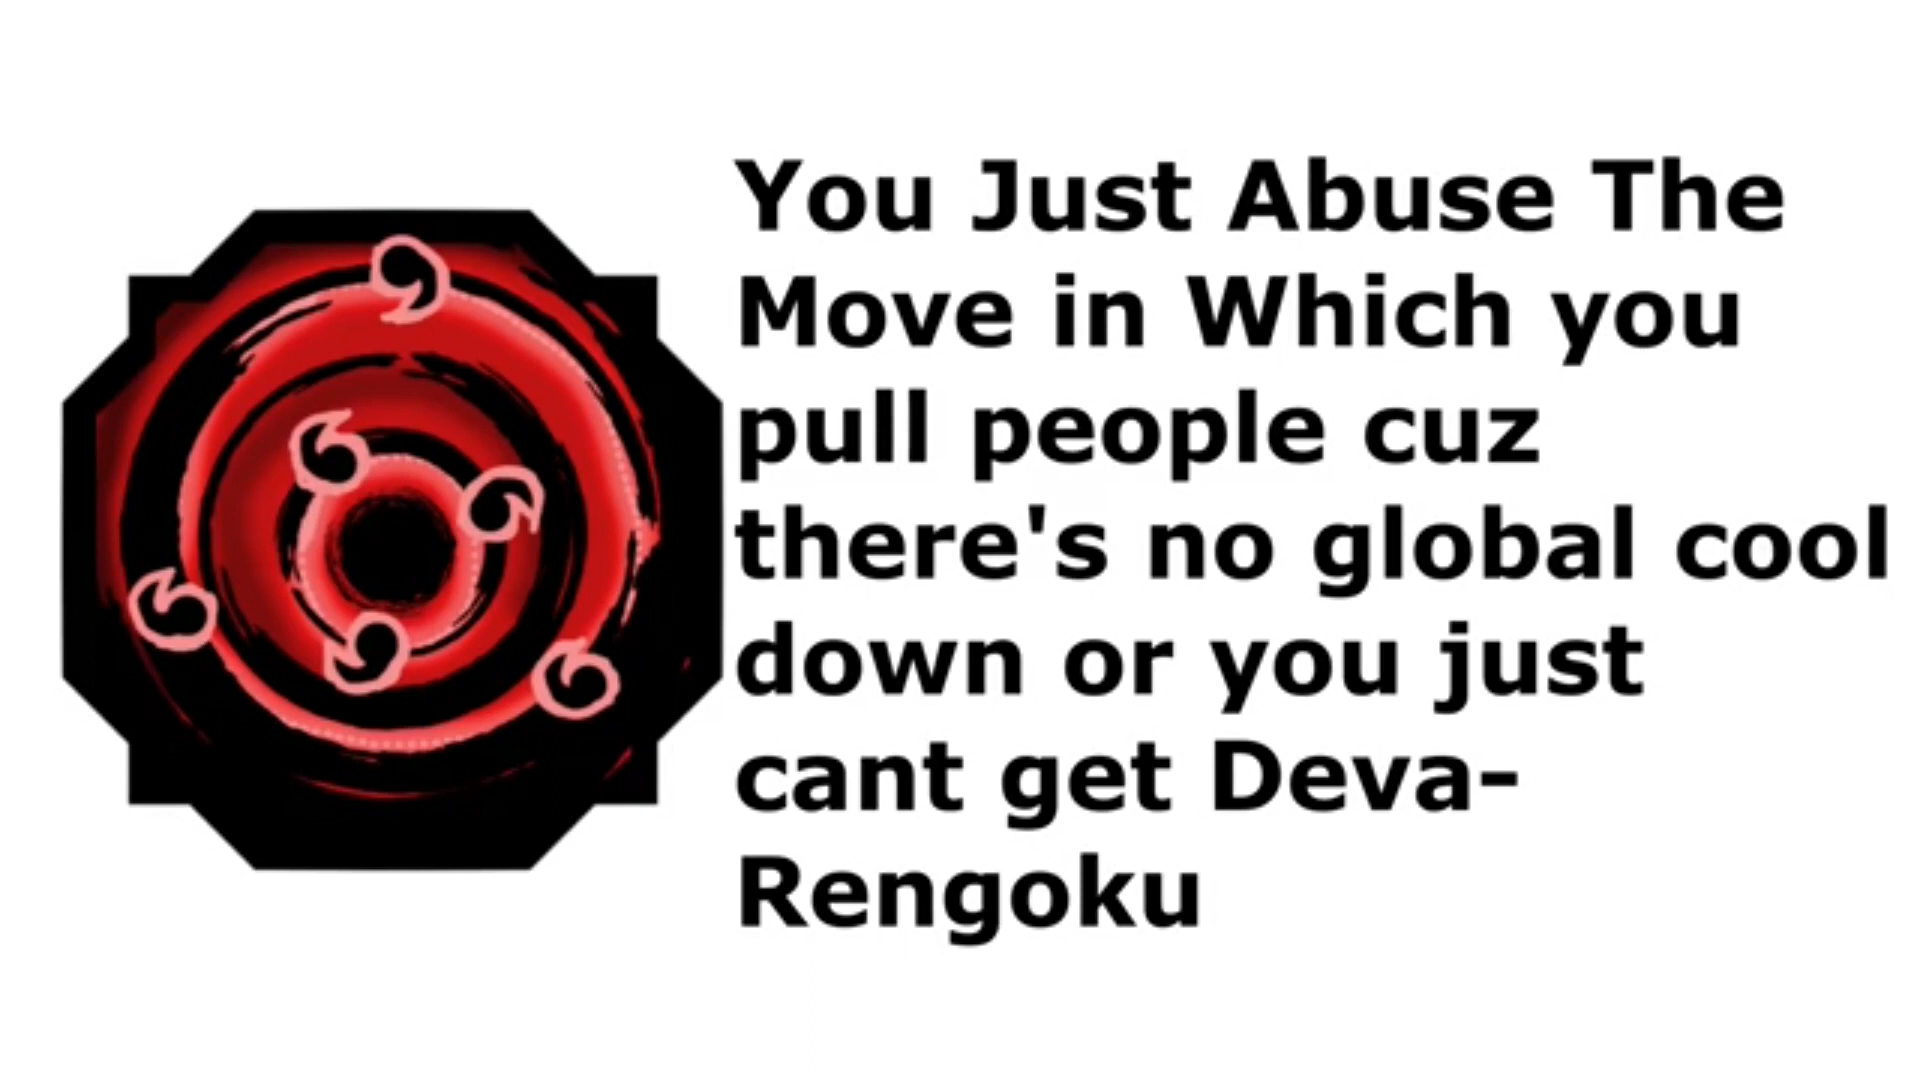 You Just Abuse The
Move in Which you
pull people cuz
there's no global cool
down or you just
cant get Deva-
Rengoku